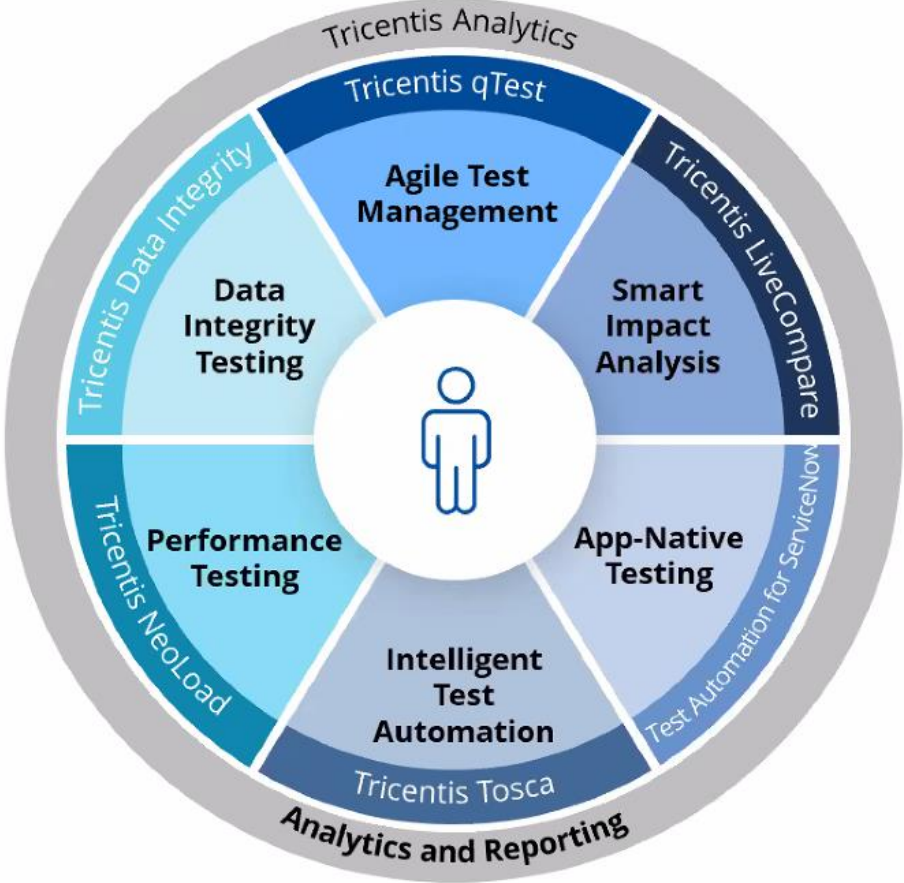 Tricentis Analytics
Tricentis qTest
Agile Test
Management
Tricentis LiveCompare
Smart
Impact
Analysis
Test Automation for ServiceNow
App-Native
Testing
Tricentis Tosca
Intelligent
Test
Automation
Tricentis NeoLoad
Performance
Testing
Tricentis Data Integrity
Data
Integrity
Testing
Analytics and Reporting